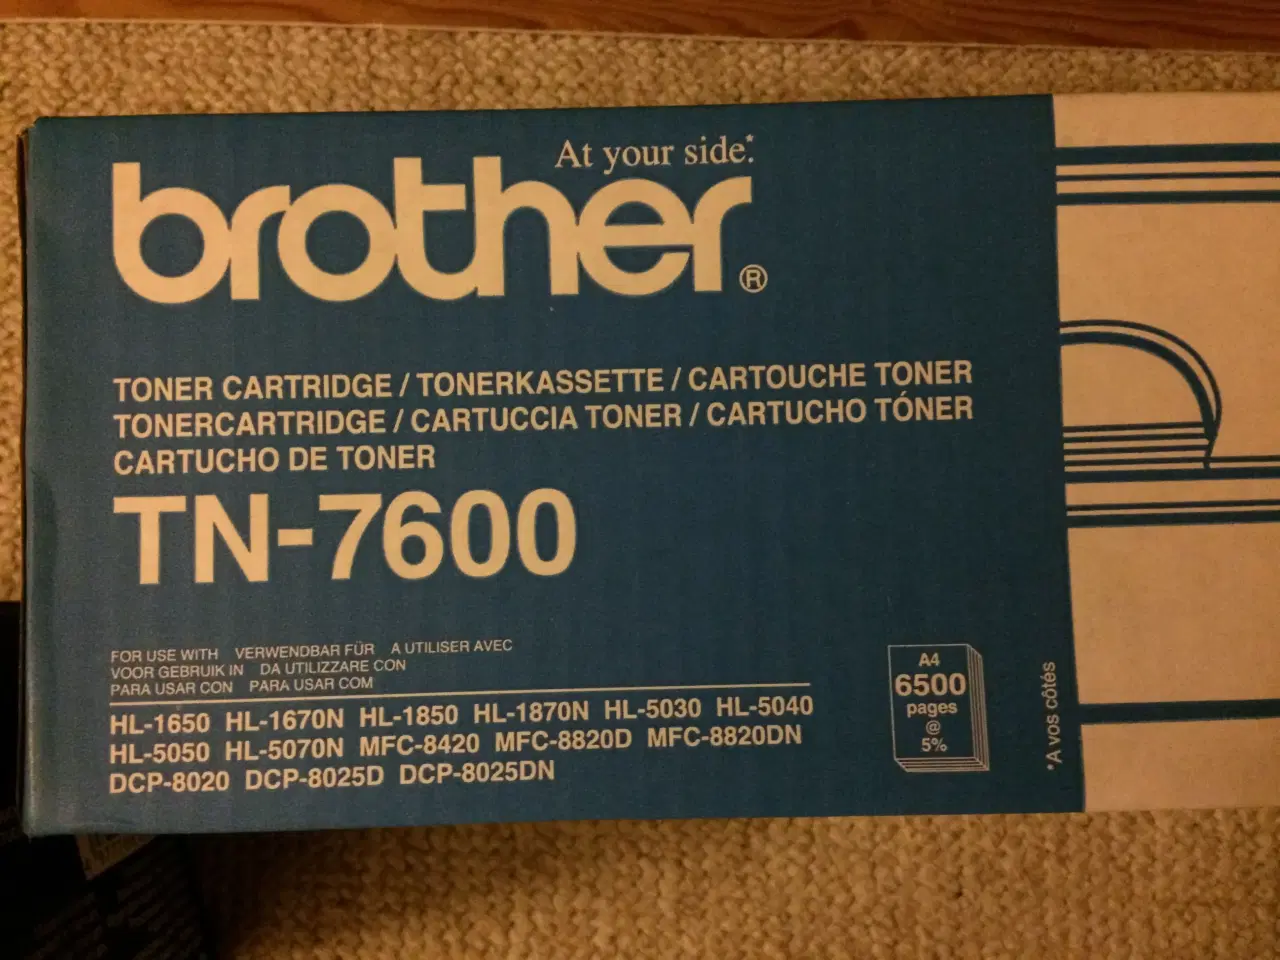 At your side.*
brother®
TONER CARTRIDGE / TONERKASSETTE / CARTOUCHE TONER
TONERCARTRIDGE / CARTUCCIA TONER / CARTUCHO TÓNER
CARTUCHO DE TONER
TN-7600
FOR USE WITH VERWENDBAR FÜR A UTILISER AVEC
VOOR GEBRUIK IN DA UTILIZZARE CON
PARA USAR CON PARA USAR COM
HL-1650 HL-1670N HL-1850 HL-1870N HL-5030 HL-5040
HL-5050 HL-5070N MFC-8420 MFC-8820D MFC-8820DN
DCP-8020 DCP-8025D DCP-8025DN
A4
6500
pages
@
5%
*A vos côtés